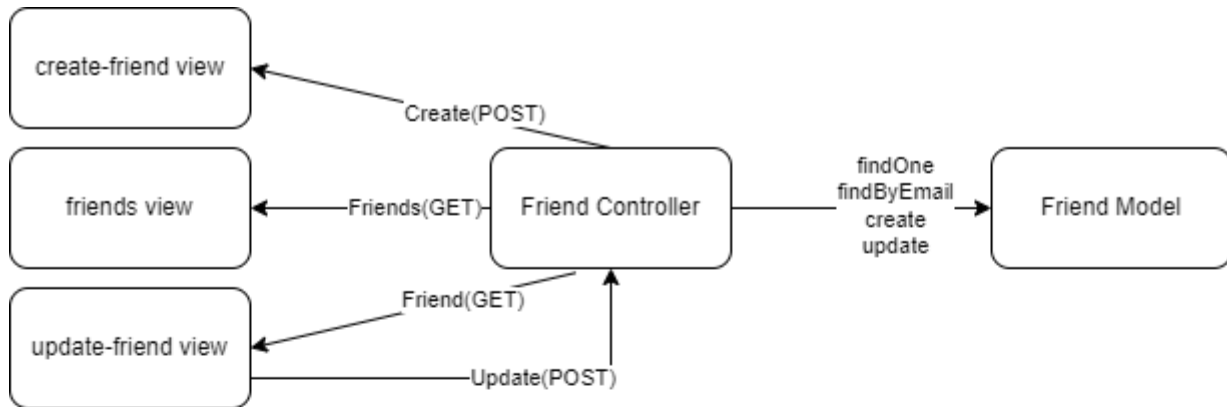 create-friend view
Create(POST)
friends view
Friends(GET)
Friend Controller
findOne
findByEmail
create
update
Friend Model
Friend(GET)
update-friend view
Update(POST)